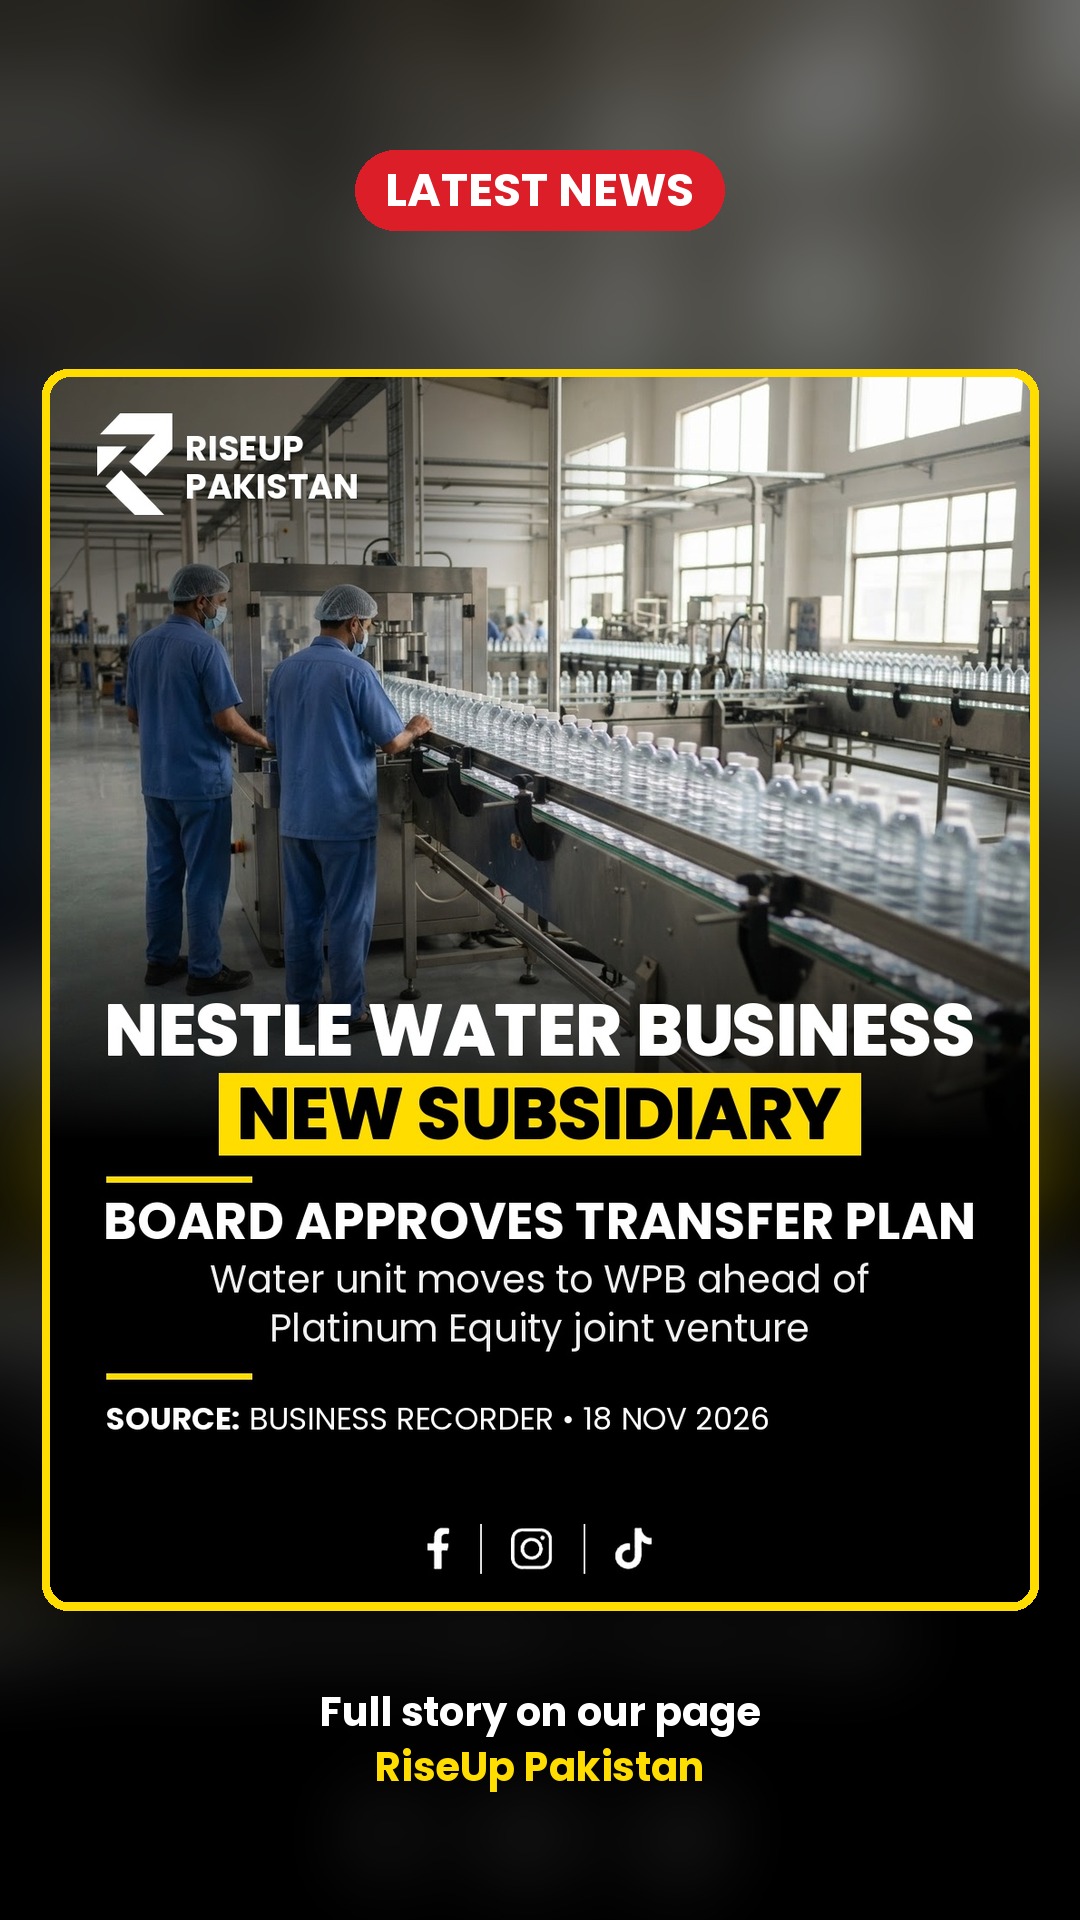 LATEST NEWS
RISEUP
PAKISTAN
NESTLE WATER BUSINESS
NEW SUBSIDIARY
BOARD APPROVES TRANSFER PLAN
Water unit moves to WPB ahead of
Platinum Equity joint venture
SOURCE: BUSINESS RECORDER • 18 NOV 2026
Full story on our page
RiseUp Pakistan